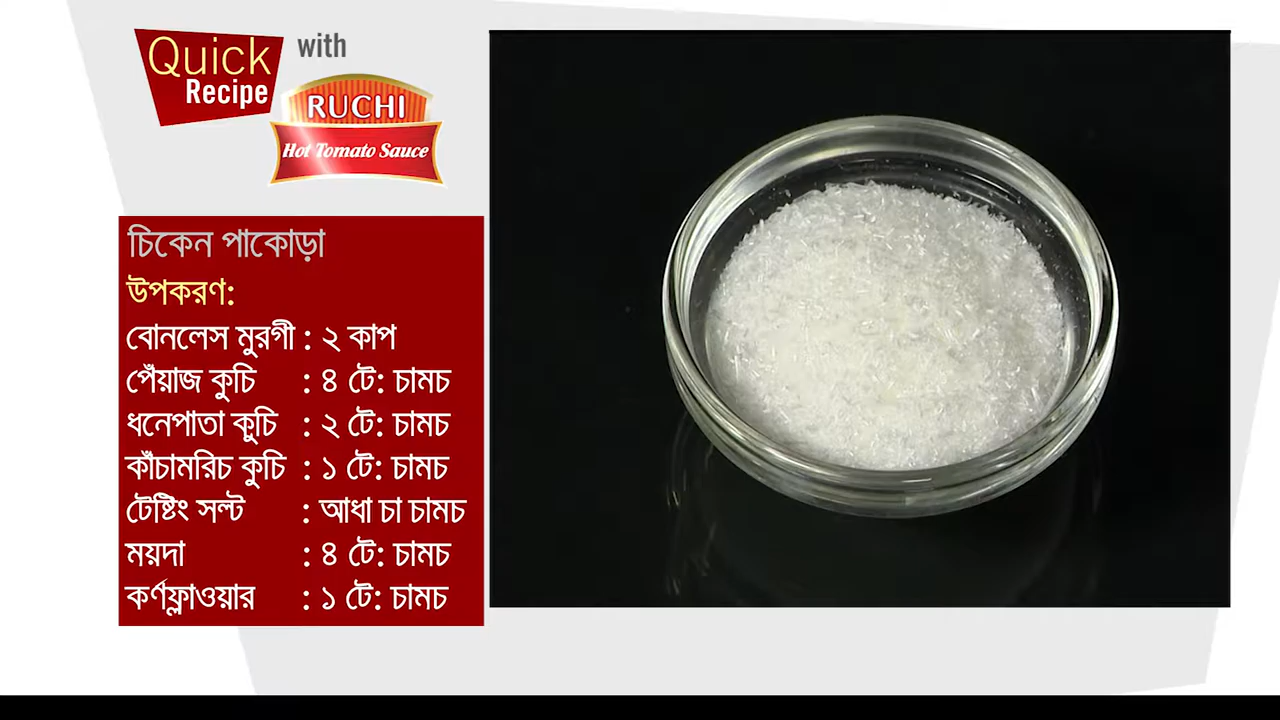 Quick
Recipe
with
RUCHI
Hot Tomato Sauce
চিকেন পাকোড়া
উপকরণ:
বোনলেস মুরগী : ২ কাপ
পেঁয়াজ কুচি : ৪ টে: চামচ
ধনেপাতা কুচি : ২ টে: চামচ
কাঁচামরিচ কুচি : ১ টে: চামচ
টেষ্টিং সল্ট : আধা চা চামচ
ময়দা : ৪ টে: চামচ
কর্ণফ্লাওয়ার : ১ টে: চামচ